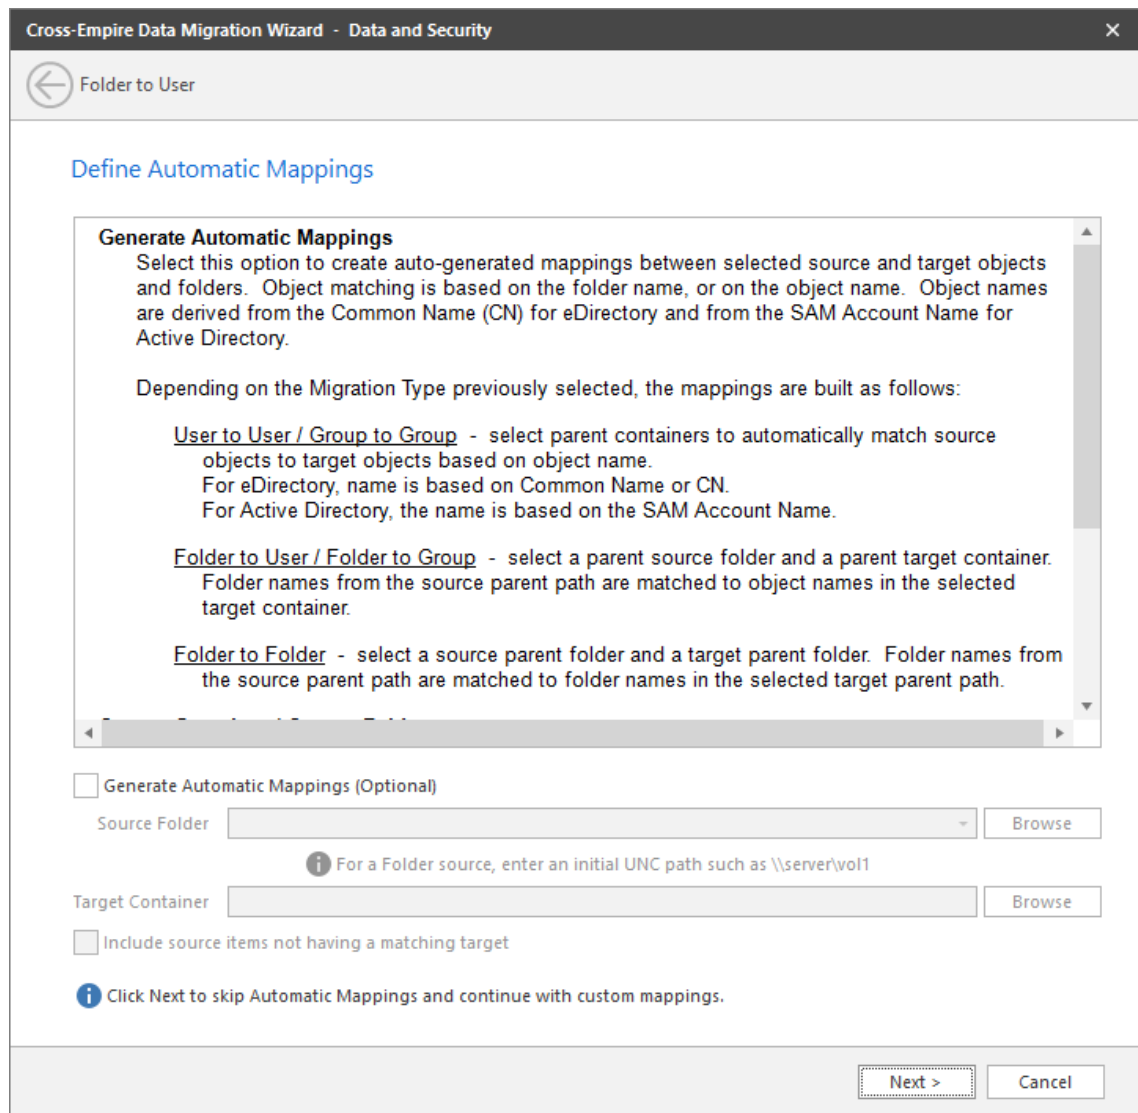 Cross-Empire Data Migration Wizard - Data and Security
Folder to User
Define Automatic Mappings
Generate Automatic Mappings
Select this option to create auto-generated mappings between selected source and target objects
and folders. Object matching is based on the folder name, or on the object name. Object names
are derived from the Common Name (CN) for eDirectory and from the SAM Account Name for
Active Directory.
Depending on the Migration Type previously selected, the mappings are built as follows:
User to User / Group to Group - select parent containers to automatically match source
objects to target objects based on object name.
For eDirectory, name is based on Common Name or CN.
For Active Directory, the name is based on the SAM Account Name.
Folder to User / Folder to Group - select a parent source folder and a parent target container.
Folder names from the source parent path are matched to object names in the selected
target container.
Folder to Folder - select a source parent folder and a target parent folder. Folder names from
the source parent path are matched to folder names in the selected target parent path.
Generate Automatic Mappings (Optional)
Source Folder
Browse
For a Folder source, enter an initial UNC path such as \\server\vol1
Target Container
Browse
Include source items not having a matching target
Click Next to skip Automatic Mappings and continue with custom mappings.
Next >
Cancel